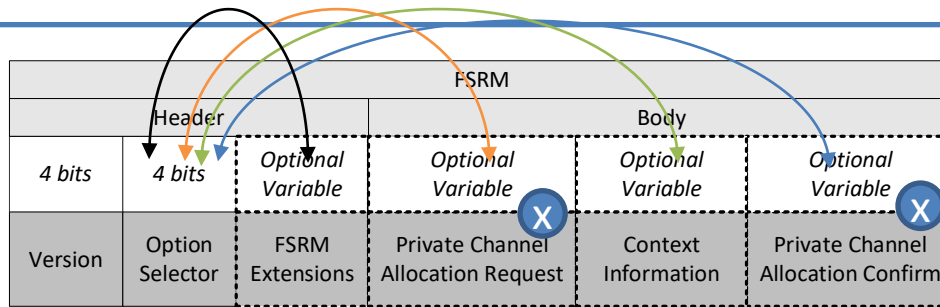 FSRM
Header Body
4 bits 4 bits Optional Optional Optional Optional
Variable Variable Variable Variable
X X
Version Option FSRM Private Channel Context Private Channel
Selector Extensions Allocation Request Information Allocation Confirm